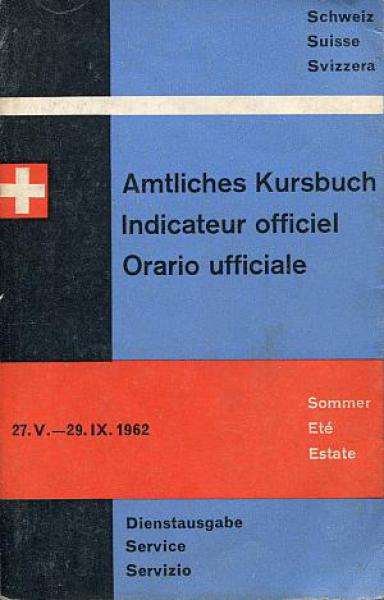 Schweiz
Suisse
Svizzera
Amtliches Kursbuch
Indicateur officiel
Orario ufficiale
Sommer
27. V.—29. IX. 1962
Eté
Estate
Dienstausgabe
Service
Servizio